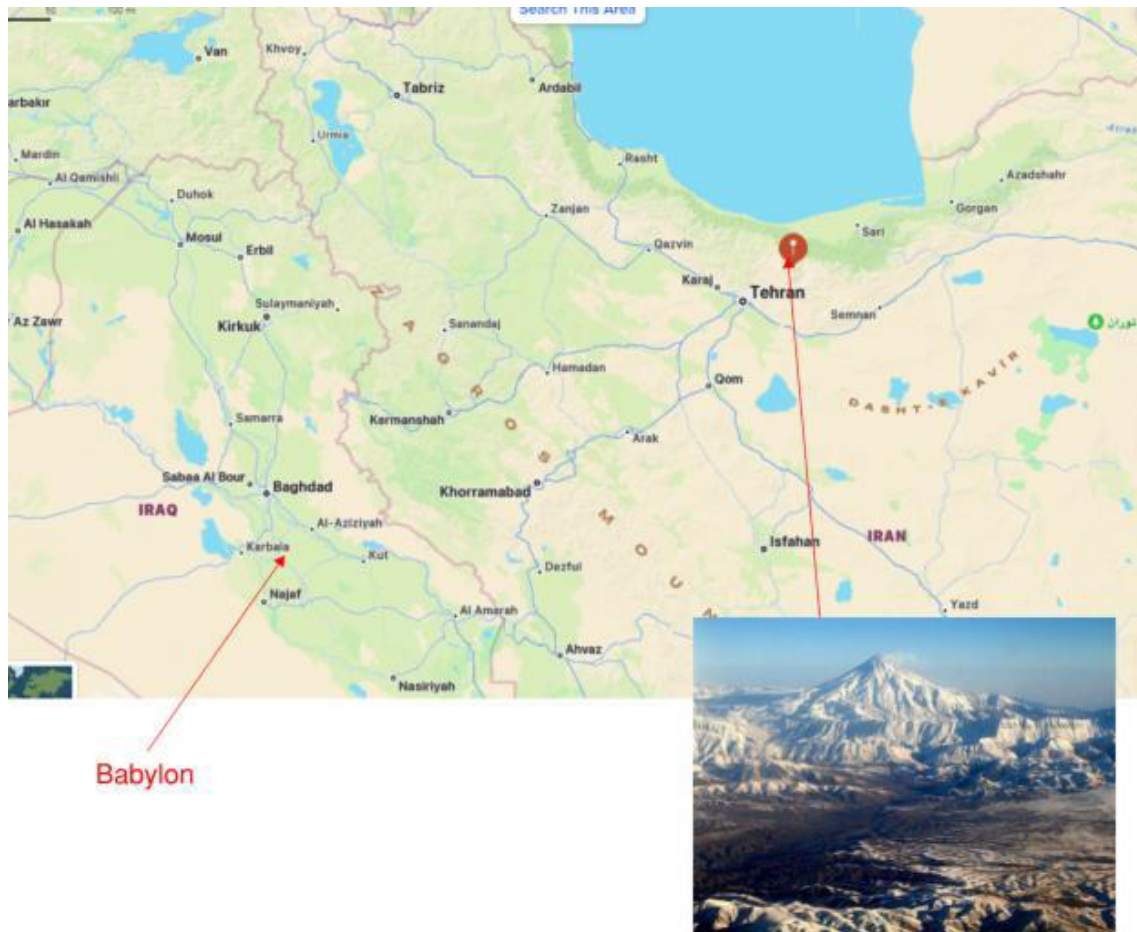 Search This Area
Van
Khvoy
Tabriz
Ardabil
arbakır
Urmia
Rasht
Mardin
Al Qamishli
Azadshahr
Duhok
Zanjan
Gorgan
Al Hasakah
Mosul
Sari
Erbil
Qazvin
Karaj
Tehran
Sulaymaniyah
Az Zawr
Kirkuk
Sanandaj
Semnan
توران
ZAGROS MOU
Hamadan
Qom
DASHT-E KAVIR
Kermanshah
Samarra
Arak
Sabaa Al Bour
Baghdad
Khorramabad
IRAQ
Al-Aziziyah
Isfahan
IRAN
Karbala
Kut
Dezful
Najaf
Al Amarah
Yazd
Ahvaz
Nasiriyah
Babylon